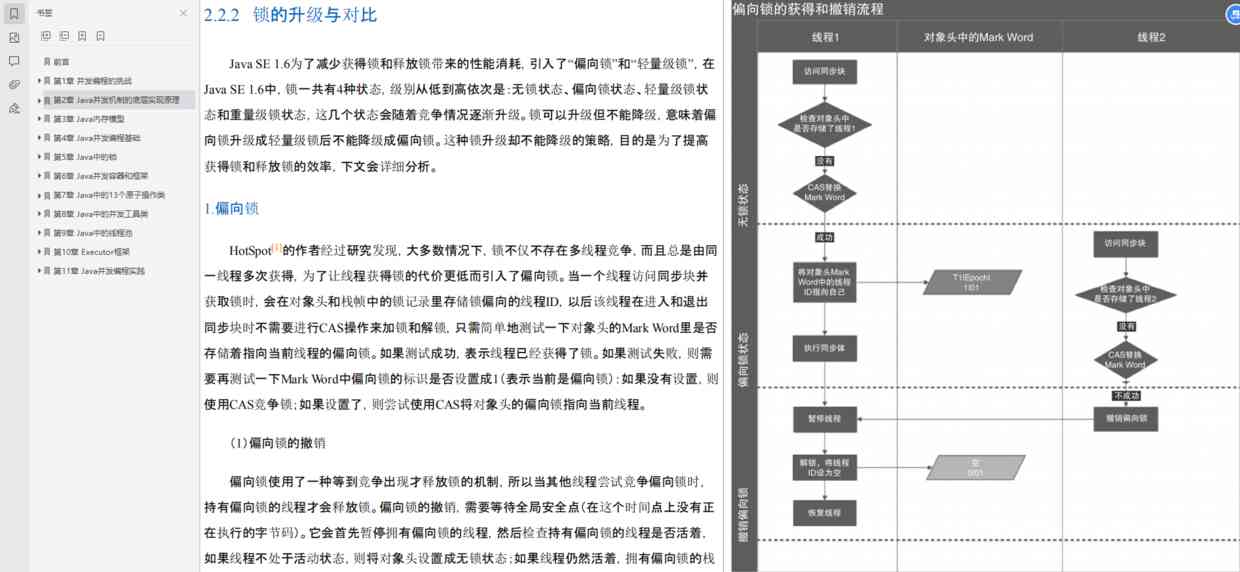 书签
前言
第1章 并发编程的挑战
第2章 Java并发机制的底层实现原理
第3章 Java内存模型
第4章 Java并发编程基础
第5章 Java中的锁
第6章 Java并发容器和框架
第7章 Java中的13个原子操作类
第8章 Java中的并发工具类
第9章 Java中的线程池
第10章 Executor框架
第11章 Java并发编程实践
2.2.2 锁的升级与对比
Java SE 1.6为了减少获得锁和释放锁带来的性能消耗，引入了“偏向锁”和“轻量级锁”，在
Java SE 1.6中，锁一共有4种状态，级别从低到高依次是：无锁状态、偏向锁状态、轻量级锁状
态和重量级锁状态，这几个状态会随着竞争情况逐渐升级。锁可以升级但不能降级，意味着偏
向锁升级成轻量级锁后不能降级成偏向锁。这种锁升级却不能降级的策略，目的是为了提高
获得锁和释放锁的效率，下文会详细分析。
1.偏向锁
HotSpot[1]的作者经过研究发现，大多数情况下，锁不仅不存在多线程竞争，而且总是由同
一线程多次获得，为了让线程获得锁的代价更低而引入了偏向锁。当一个线程访问同步块并
获取锁时，会在对象头和栈帧中的锁记录里存储锁偏向的线程ID，以后该线程在进入和退出
同步块时不需要进行CAS操作来加锁和解锁，只需简单地测试一下对象头的Mark Word里是否
存储着指向当前线程的偏向锁。如果测试成功，表示线程已经获得了锁。如果测试失败，则需
要再测试一下Mark Word中偏向锁的标识是否设置成1（表示当前是偏向锁）：如果没有设置，则
使用CAS竞争锁；如果设置了，则尝试使用CAS将对象头的偏向锁指向当前线程。
（1）偏向锁的撤销
偏向锁使用了一种等到竞争出现才释放锁的机制，所以当其他线程尝试竞争偏向锁时，
持有偏向锁的线程才会释放锁。偏向锁的撤销，需要等待全局安全点（在这个时间点上没有正
在执行的字节码）。它会首先暂停拥有偏向锁的线程，然后检查持有偏向锁的线程是否活着，
如果线程不处于活动状态，则将对象头设置成无锁状态；如果线程仍然活着，拥有偏向锁的栈
偏向锁的获得和撤销流程
线程1
对象头中的Mark Word
线程2
无锁状态
访问同步块
检查对象头中
是否存储了线程1
没有
CAS替换
Mark Word
偏向锁状态
成功
将对象头Mark
Word中的线程
ID指向自己
T1|Epoch|
1|01
执行同步体
访问同步块
检查对象头中
是否存储了线程2
没有
CAS替换
Mark Word
撤销偏向锁
不成功
暂停线程
撤销偏向锁
解锁，将线程
ID设为空
空
0|01
恢复线程